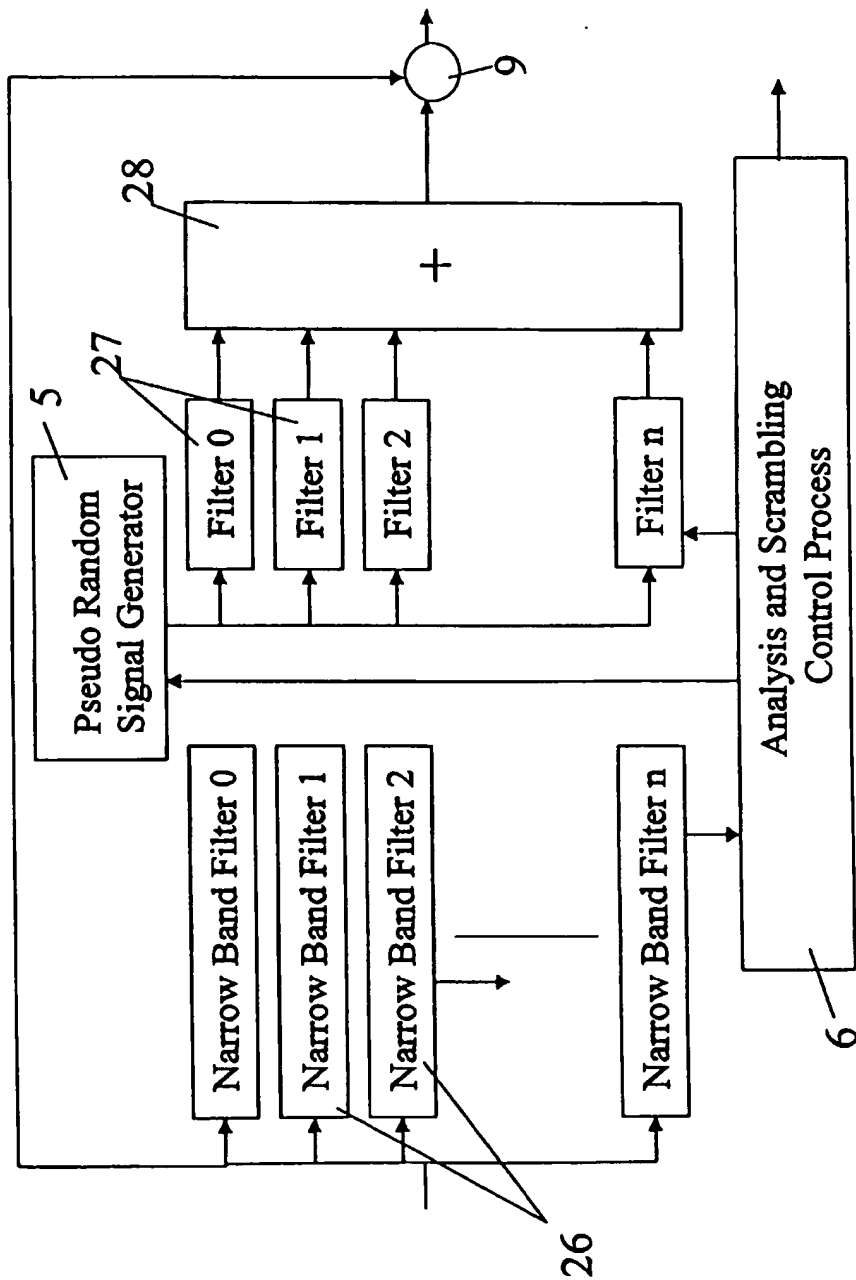 5
Pseudo Random
Signal Generator
27
28
9
26
6
Narrow Band Filter 0
Narrow Band Filter 1
Narrow Band Filter 2
Narrow Band Filter n
Filter 0
Filter 1
Filter 2
Filter n
+
Analysis and Scrambling
Control Process